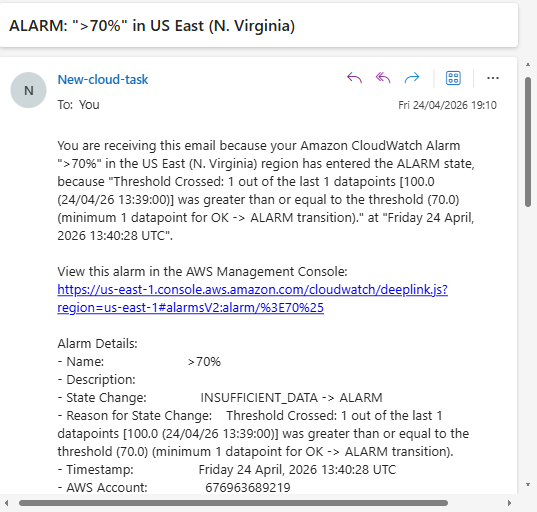 ALARM: ">70%" in US East (N. Virginia)
N
New-cloud-task
To: You
Fri 24/04/2026 19:10
You are receiving this email because your Amazon CloudWatch Alarm
">70%" in the US East (N. Virginia) region has entered the ALARM state,
because "Threshold Crossed: 1 out of the last 1 datapoints [100.0
(24/04/26 13:39:00)] was greater than or equal to the threshold (70.0)
(minimum 1 datapoint for OK -> ALARM transition)." at "Friday 24 April,
2026 13:40:28 UTC".
View this alarm in the AWS Management Console:
https://us-east-1.console.aws.amazon.com/cloudwatch/deeplink.js?
region=us-east-1#alarmsV2:alarm/%3E70%25
Alarm Details:
- Name: >70%
- Description:
- State Change: INSUFFICIENT_DATA -> ALARM
- Reason for State Change: Threshold Crossed: 1 out of the last 1
datapoints [100.0 (24/04/26 13:39:00)] was greater than or equal to the
threshold (70.0) (minimum 1 datapoint for OK -> ALARM transition).
- Timestamp: Friday 24 April, 2026 13:40:28 UTC
- AWS Account: 676963689219